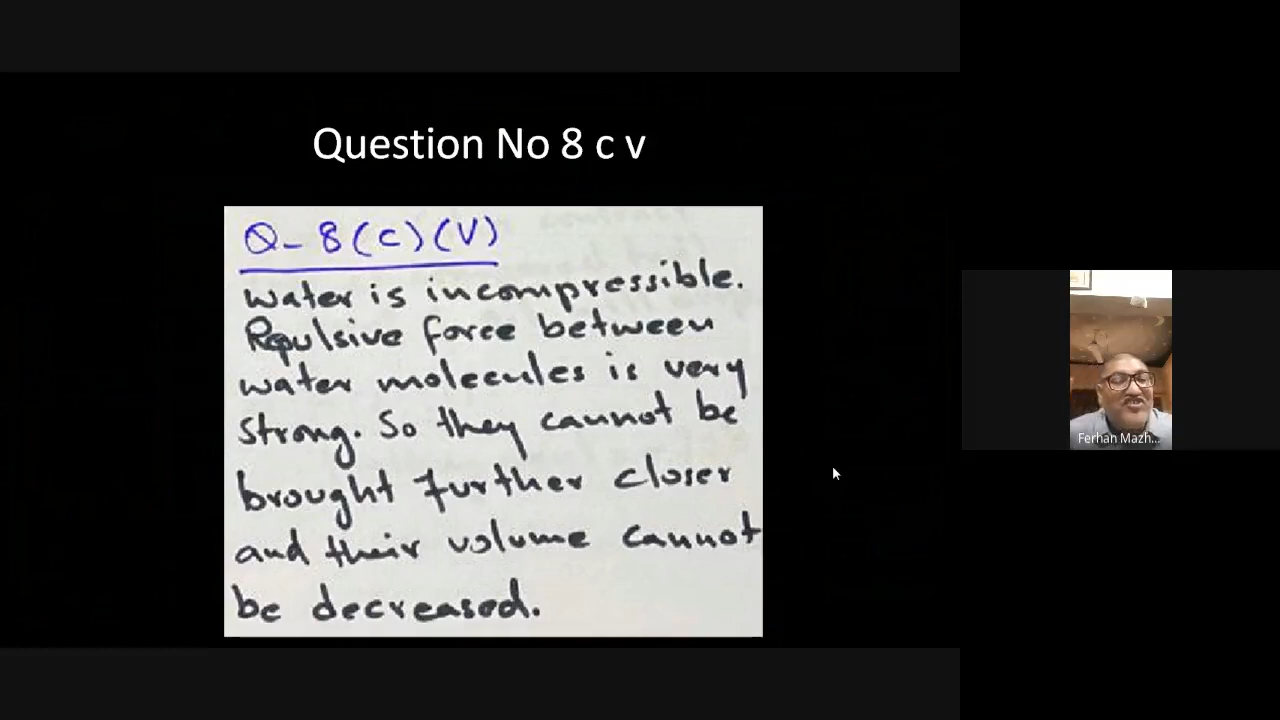 Question No 8 c v
Q-8(C)(V)
Water is incompressible.
Repulsive force between
water molecules is very
strong. So they cannot be
brought further closer
and their volume cannot
be decreased.
Ferhan Mazh...